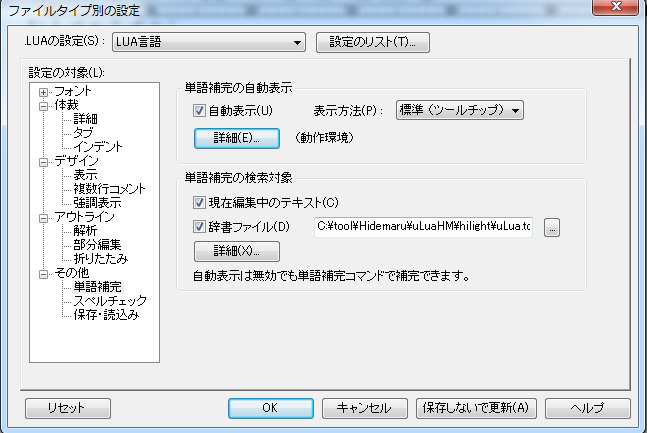 ファイルタイプ別の設定
.LUAの設定(S) : LUA言語 設定のリスト(T)...
設定の対象(L):
フォント
体裁
詳細
タブ
インデント
デザイン
表示
複数行コメント
強調表示
アウトライン
解析
部分編集
折りたたみ
その他
単語補完
スペルチェック
保存・読込み
単語補完の自動表示
自動表示(U) 表示方法(P) : 標準（ツールチップ）
詳細(E)... （動作環境）
単語補完の検索対象
現在編集中のテキスト(C)
辞書ファイル(D) C:¥tool¥Hidemaru¥uLuaHM¥hilight¥uLua.tc ...
詳細(X)...
自動表示は無効でも単語補完コマンドで補完できます。
リセット OK キャンセル 保存しないで更新(A) ヘルプ